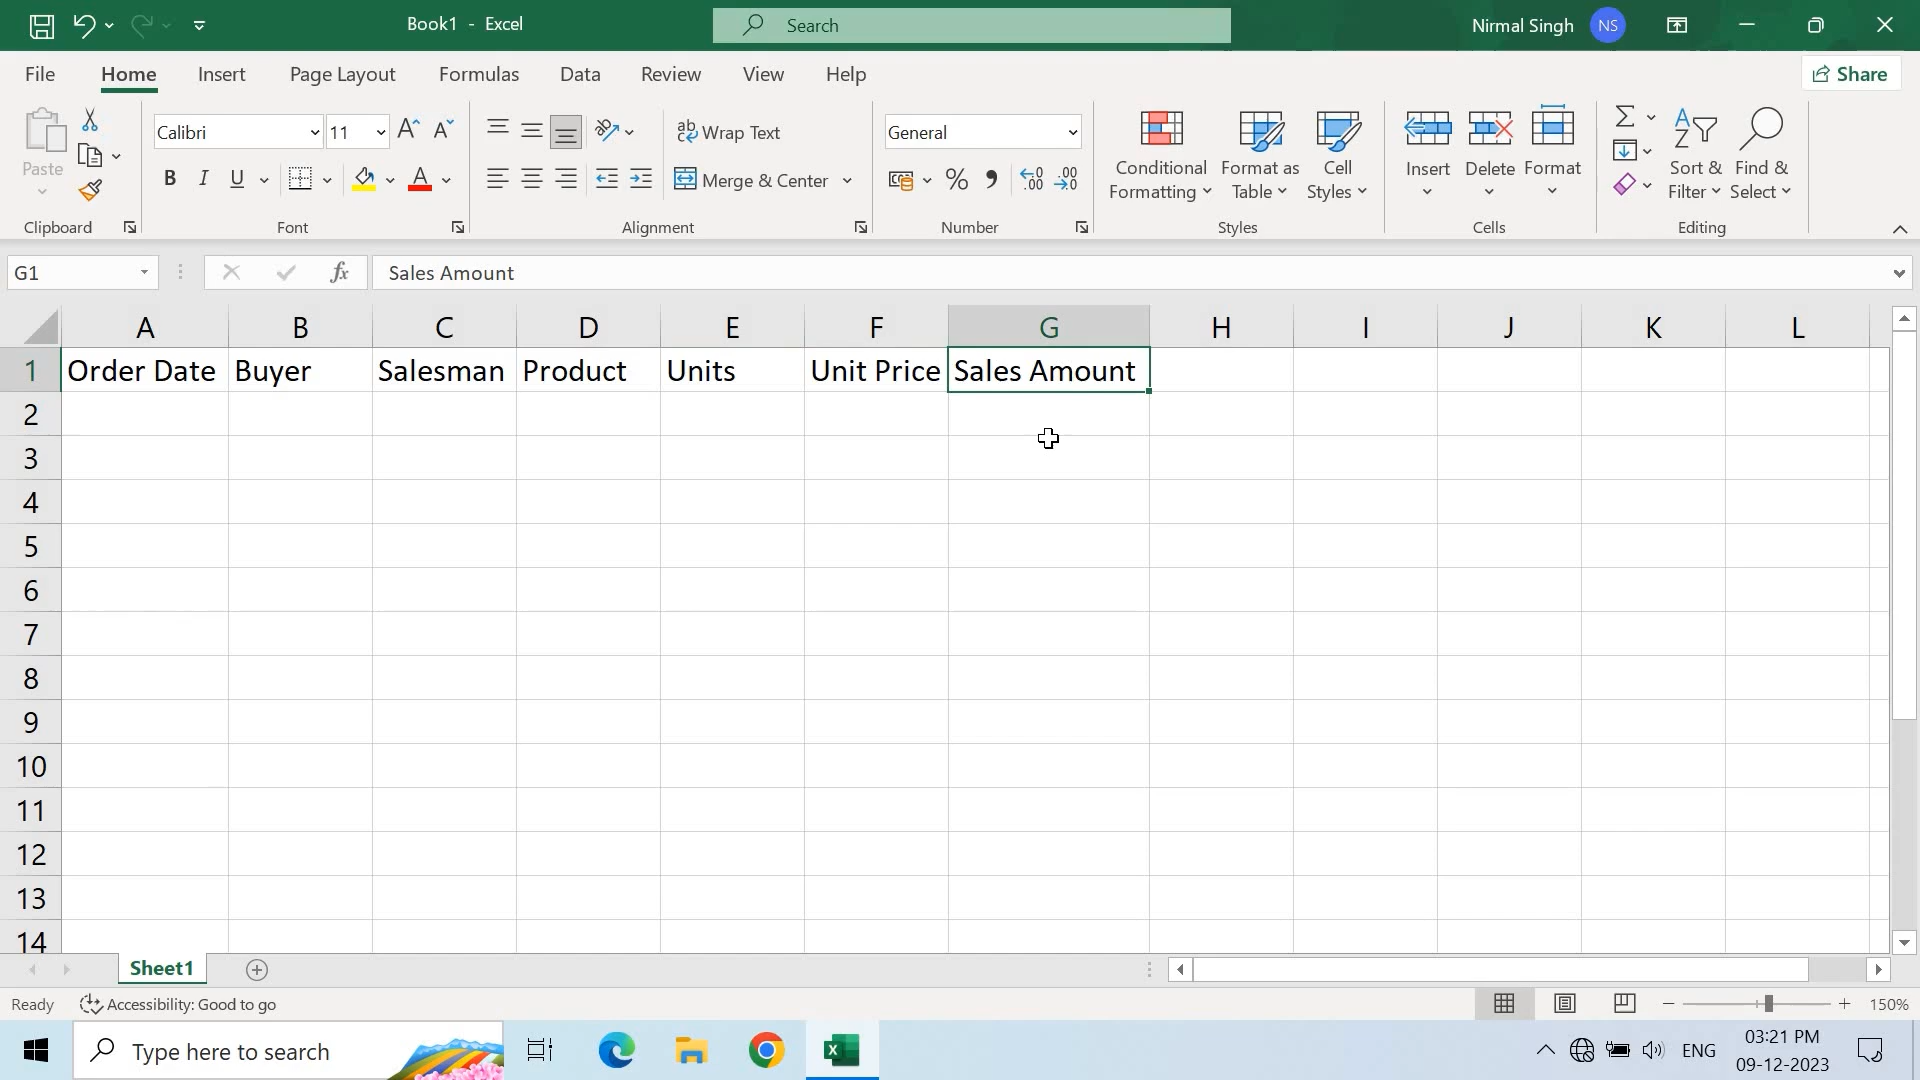 Book1 - Excel
Search
Nirmal Singh
NS
File Home Insert Page Layout Formulas Data Review View Help
Share
Paste
Clipboard
Calibri
11
B I U
A
Font
ab
c
Wrap Text
Merge & Center
Alignment
General
% , .00 .00
Number
Conditional Formatting
Format as Table
Cell Styles
Styles
Insert
Delete
Format
Cells
Sort & Filter
Find & Select
Editing
G1
fx
Sales Amount
A B C D E F G H I J K L
1 Order Date Buyer Salesman Product Units Unit Price Sales Amount
2
3
4
5
6
7
8
9
10
11
12
13
14
Sheet1
Ready
Accessibility: Good to go
150%
Type here to search
ENG
03:21 PM
09-12-2023